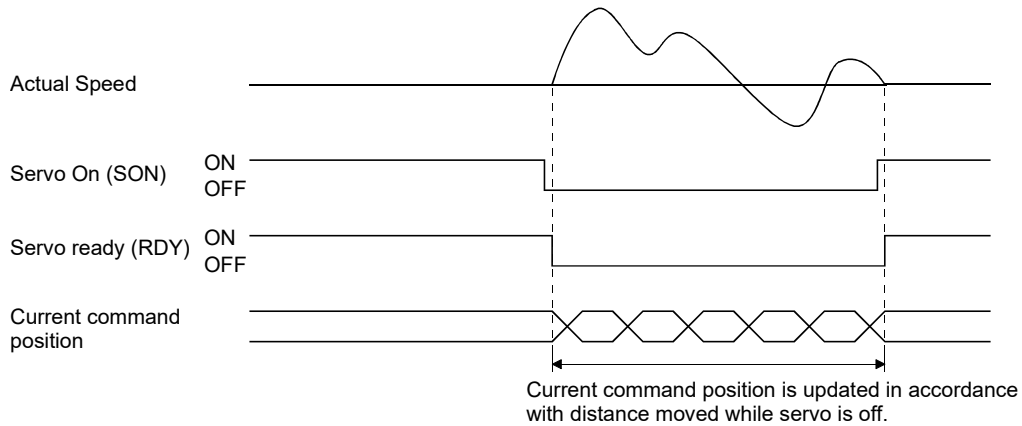 Actual Speed
Servo On (SON)
ON
OFF
Servo ready (RDY)
ON
OFF
Current command
position
Current command position is updated in accordance
with distance moved while servo is off.